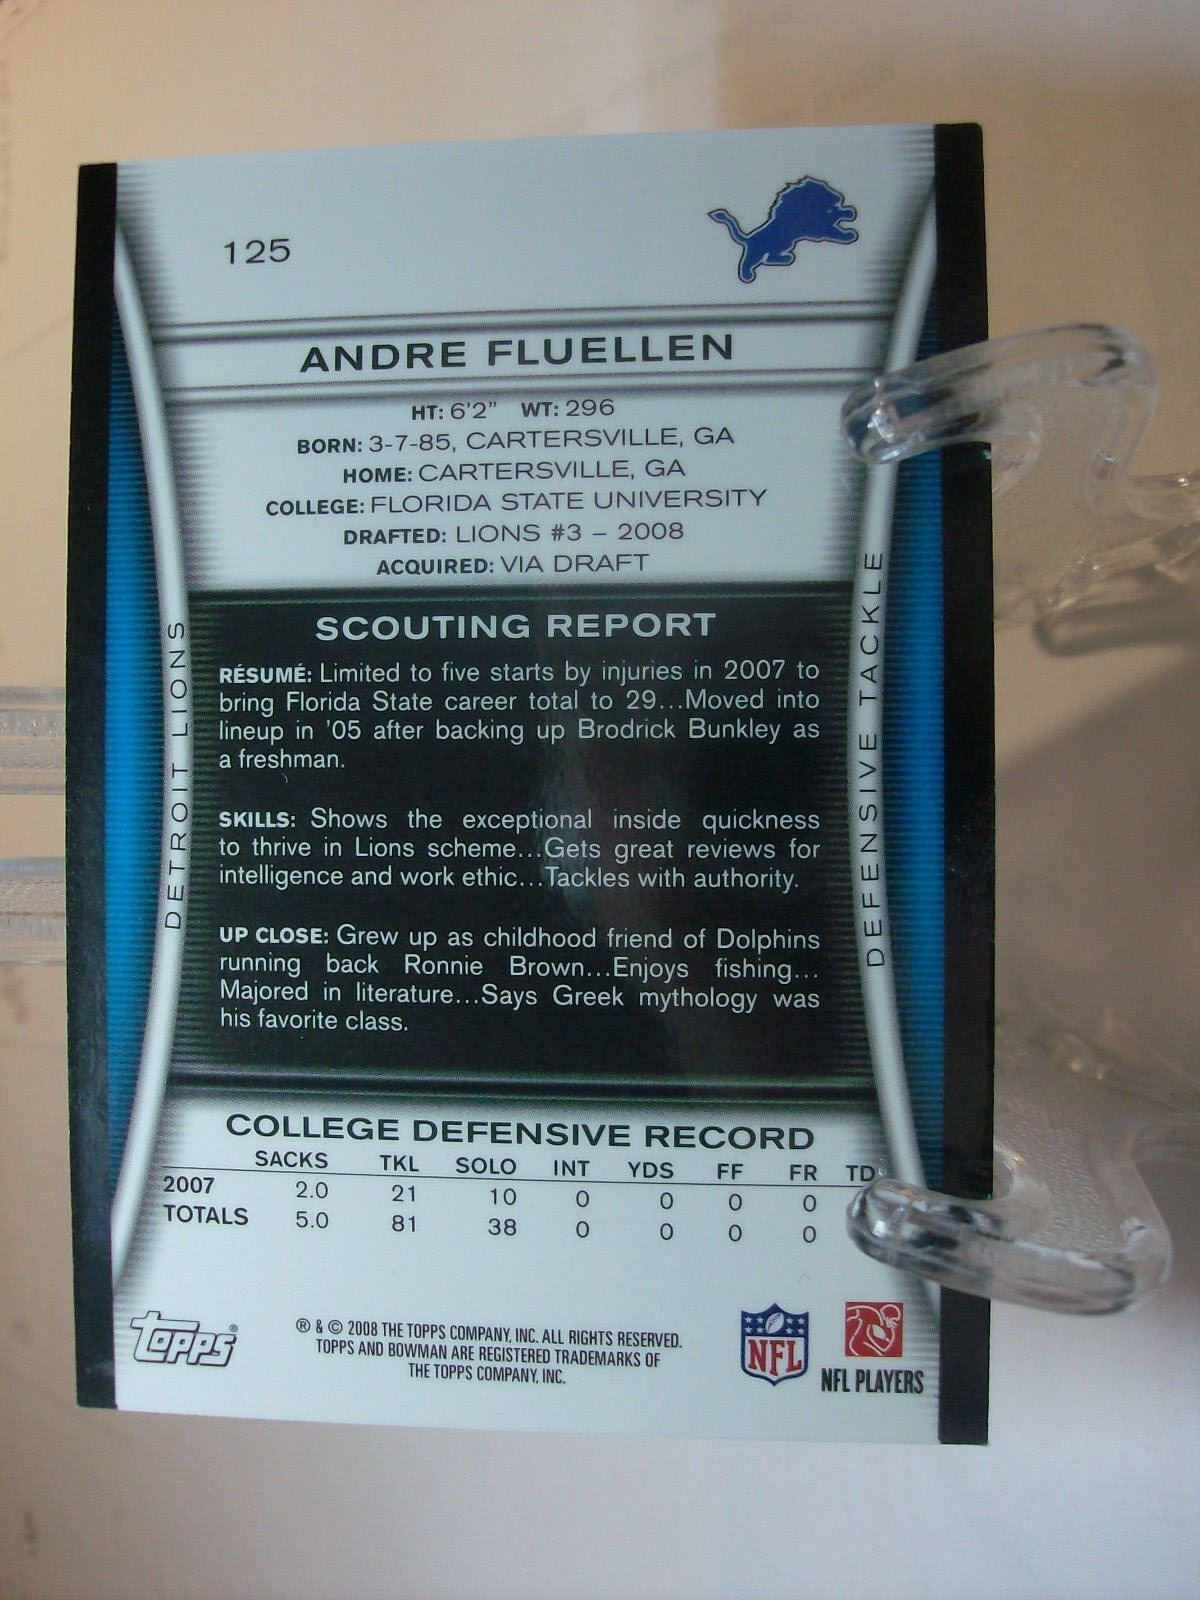 125
ANDRE FLUELLEN
HT: 6'2" WT: 296
BORN: 3-7-85, CARTERSVILLE, GA
HOME: CARTERSVILLE, GA
COLLEGE: FLORIDA STATE UNIVERSITY
DRAFTED: LIONS #3 – 2008
ACQUIRED: VIA DRAFT
DETROIT LIONS
DEFENSIVE TACKLE
SCOUTING REPORT
RÉSUMÉ: Limited to five starts by injuries in 2007 to
bring Florida State career total to 29...Moved into
lineup in '05 after backing up Brodrick Bunkley as
a freshman.
SKILLS: Shows the exceptional inside quickness
to thrive in Lions scheme...Gets great reviews for
intelligence and work ethic...Tackles with authority.
UP CLOSE: Grew up as childhood friend of Dolphins
running back Ronnie Brown...Enjoys fishing...
Majored in literature...Says Greek mythology was
his favorite class.
COLLEGE DEFENSIVE RECORD
SACKS TKL SOLO INT YDS FF FR TD
2007 2.0 21 10 0 0 0 0
TOTALS 5.0 81 38 0 0 0 0
Topps®
® & © 2008 THE TOPPS COMPANY, INC. ALL RIGHTS RESERVED.
TOPPS AND BOWMAN ARE REGISTERED TRADEMARKS OF
THE TOPPS COMPANY, INC.
NFL
NFL PLAYERS